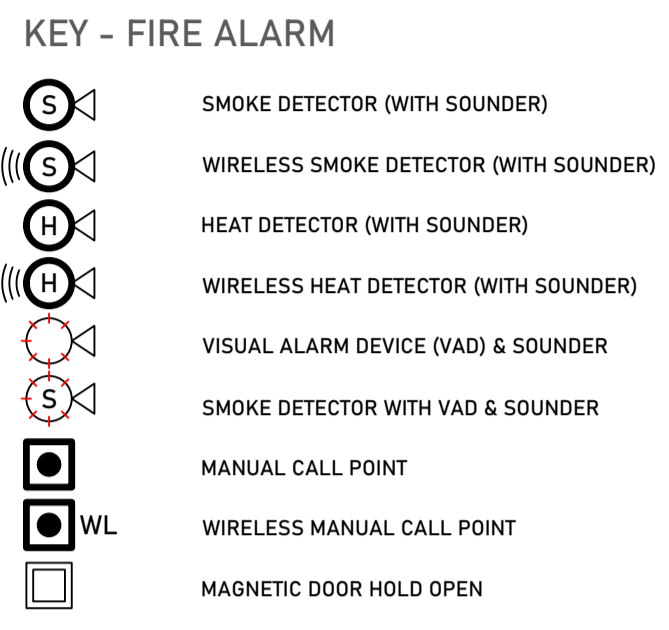 KEY - FIRE ALARM
S SMOKE DETECTOR (WITH SOUNDER)
S WIRELESS SMOKE DETECTOR (WITH SOUNDER)
H HEAT DETECTOR (WITH SOUNDER)
H WIRELESS HEAT DETECTOR (WITH SOUNDER)
VISUAL ALARM DEVICE (VAD) & SOUNDER
S SMOKE DETECTOR WITH VAD & SOUNDER
MANUAL CALL POINT
WL WIRELESS MANUAL CALL POINT
MAGNETIC DOOR HOLD OPEN